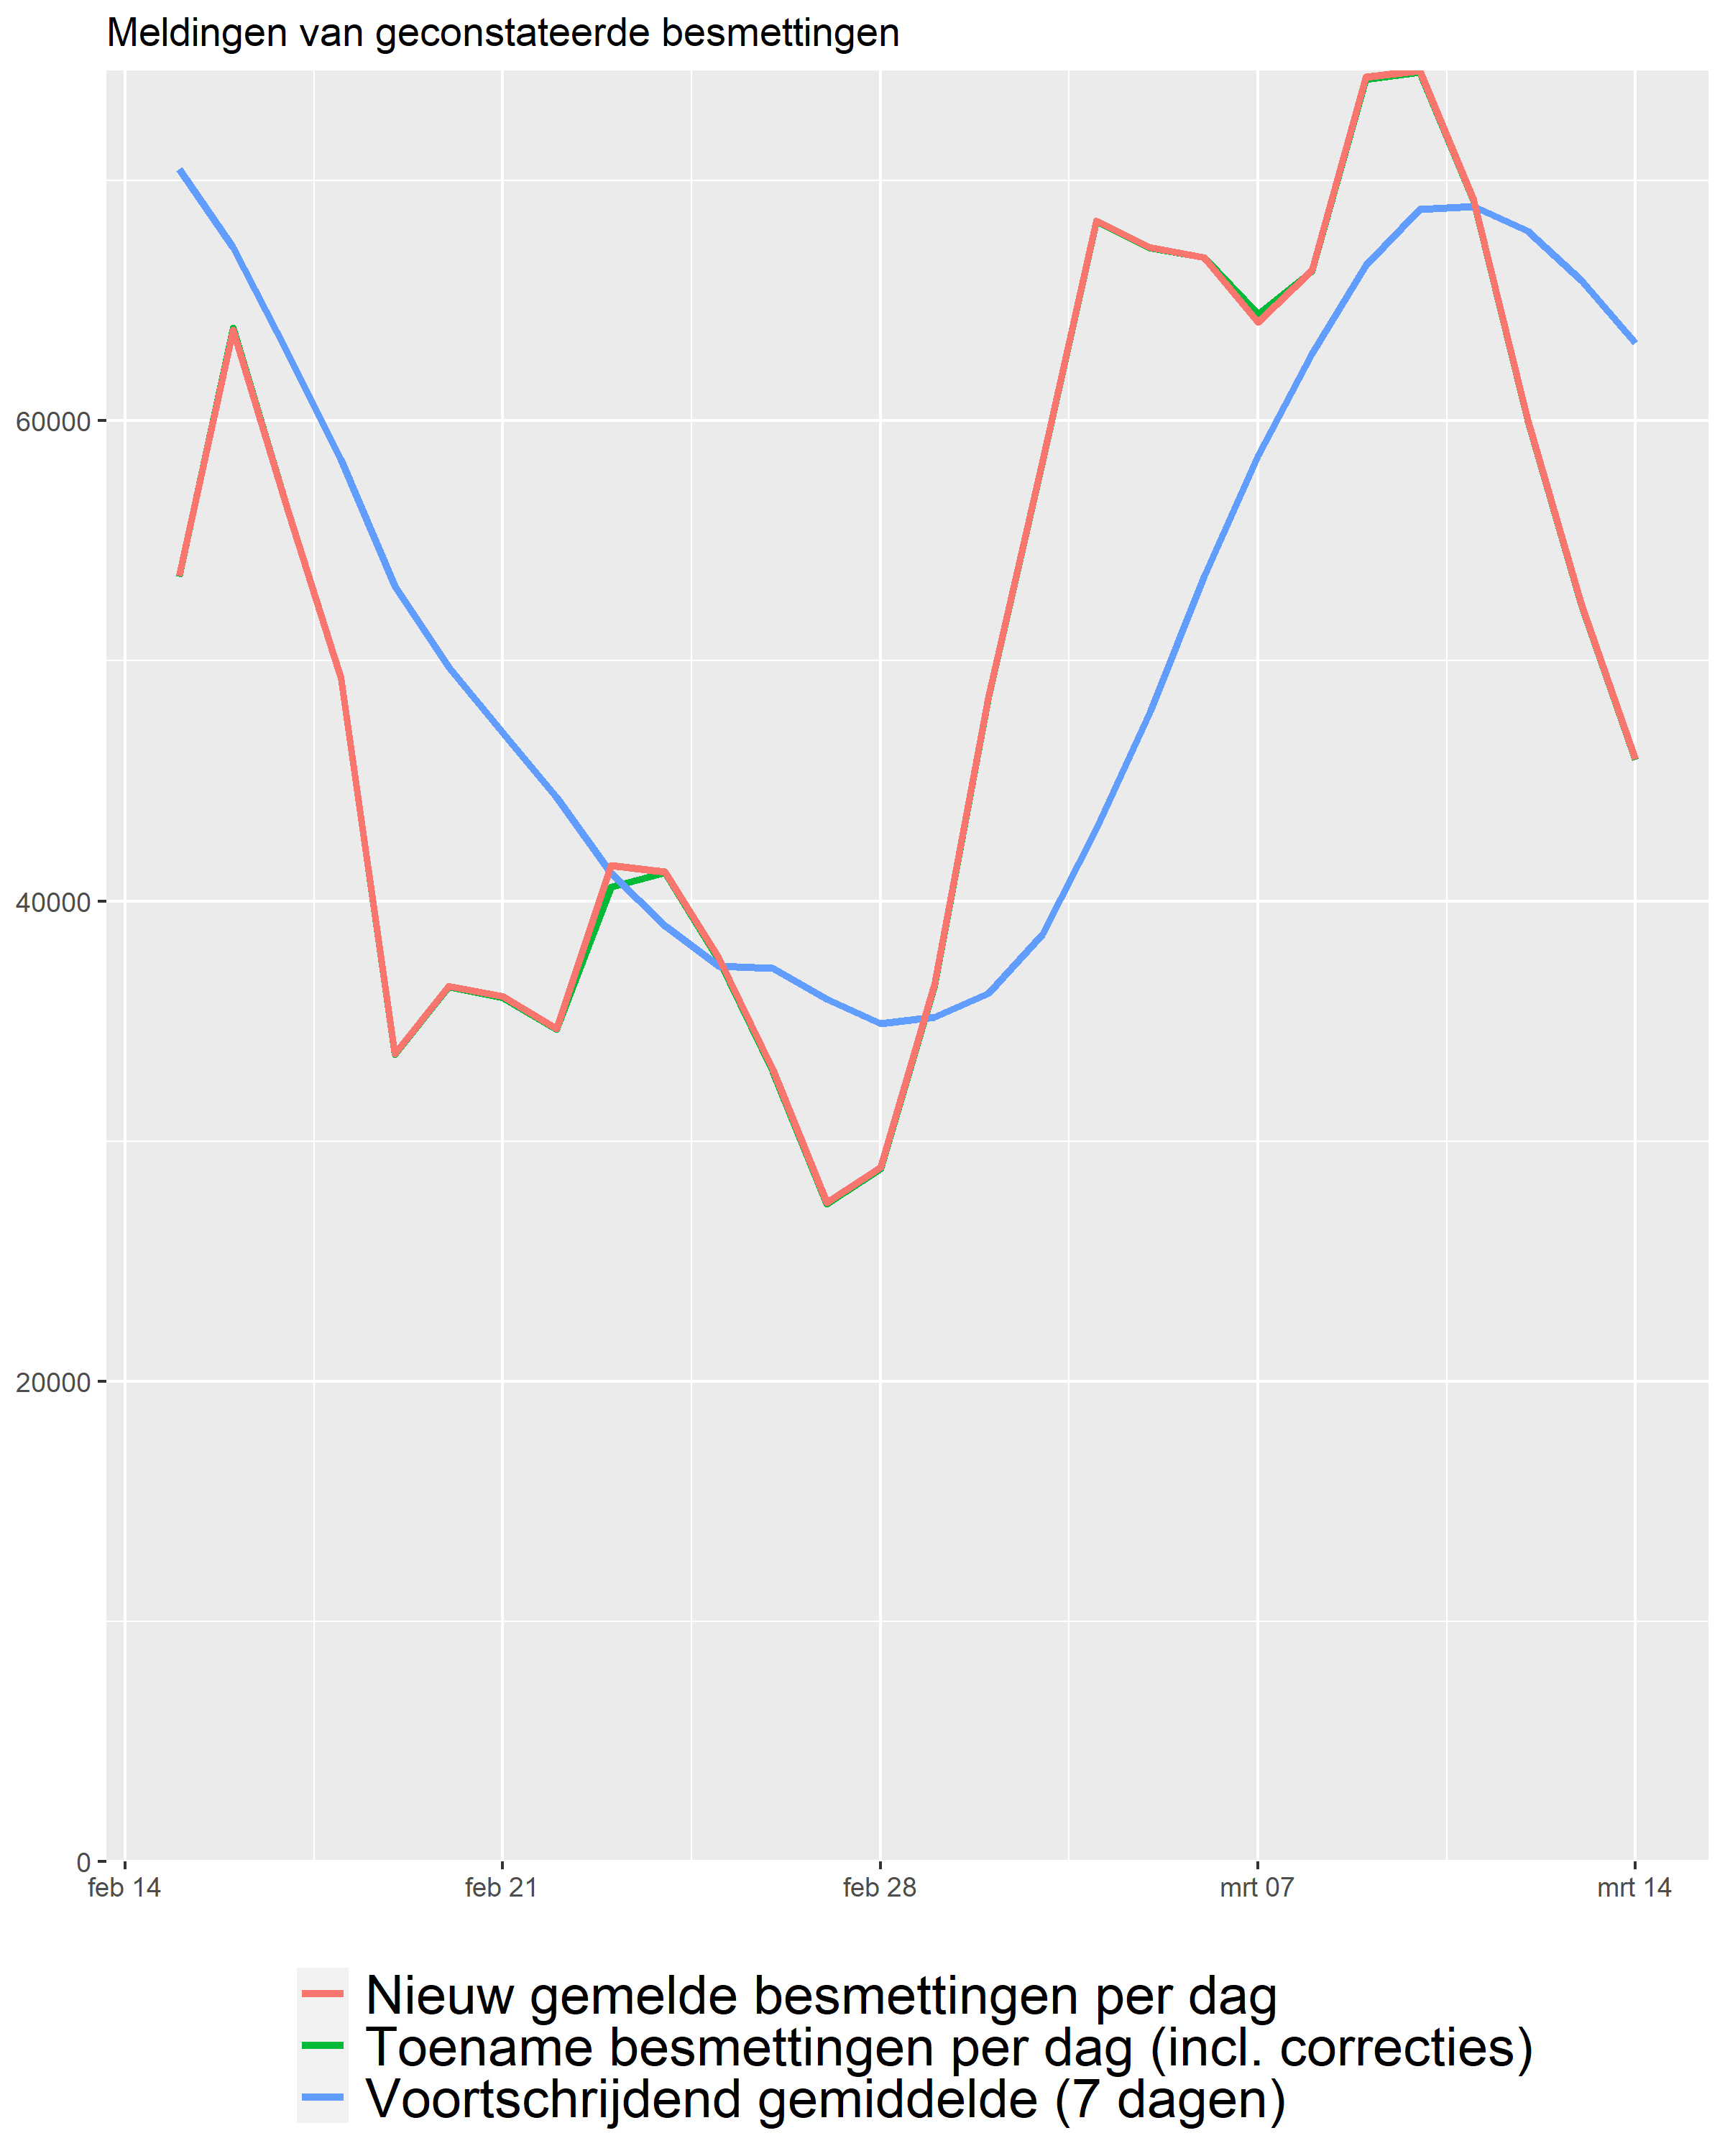 Meldingen van geconstateerde besmettingen
60000
40000
20000
0
feb 14
feb 21
feb 28
mrt 07
mrt 14
Nieuw gemelde besmettingen per dag
Toename besmettingen per dag (incl. correcties)
Voortschrijdend gemiddelde (7 dagen)